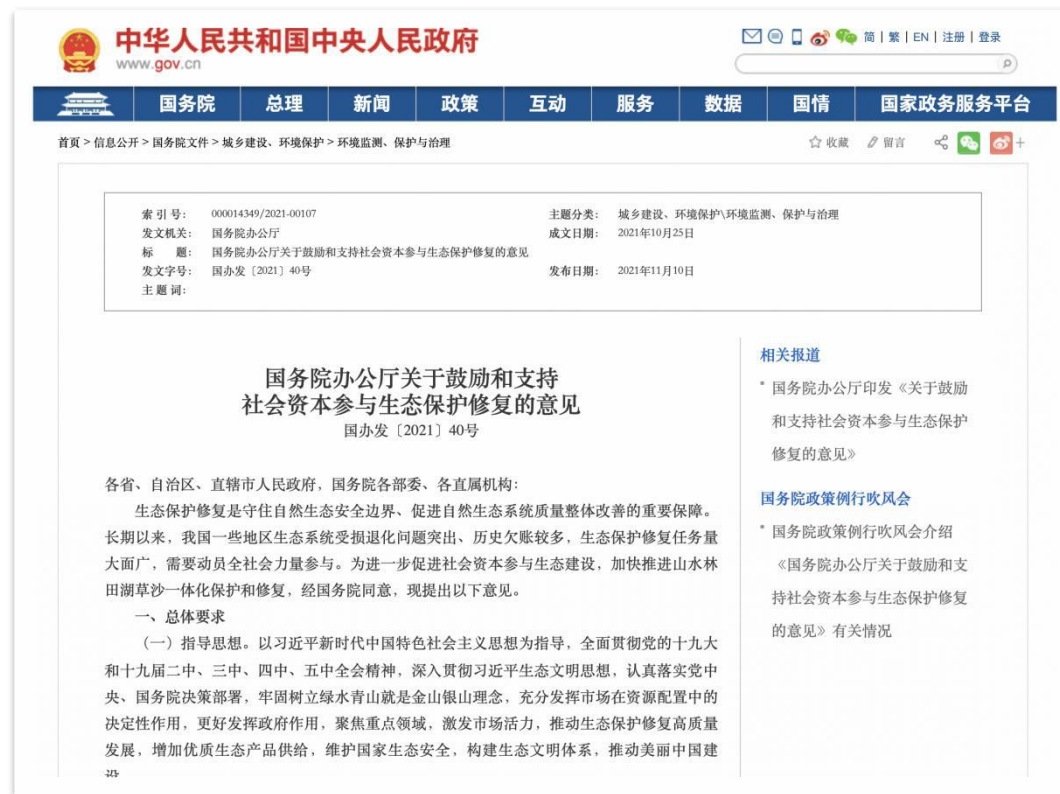 中华人民共和国中央人民政府
www.gov.cn
简 | 繁 | EN | 注册 | 登录
国务院 总理 新闻 政策 互动 服务 数据 国情 国家政务服务平台
首页 > 信息公开 > 国务院文件 > 城乡建设、环境保护 > 环境监测、保护与治理
收藏 留言
索 引 号： 000014349/2021-00107 主题分类： 城乡建设、环境保护\环境监测、保护与治理
发文机关： 国务院办公厅 成文日期： 2021年10月25日
标 题： 国务院办公厅关于鼓励和支持社会资本参与生态保护修复的意见
发文字号： 国办发〔2021〕40号 发布日期： 2021年11月10日
主 题 词：
国务院办公厅关于鼓励和支持
社会资本参与生态保护修复的意见
国办发〔2021〕40号
各省、自治区、直辖市人民政府，国务院各部委、各直属机构：
生态保护修复是守住自然生态安全边界、促进自然生态系统质量整体改善的重要保障。
长期以来，我国一些地区生态系统受损退化问题突出、历史欠账较多，生态保护修复任务量
大面广，需要动员全社会力量参与。为进一步促进社会资本参与生态建设，加快推进山水林
田湖草沙一体化保护和修复，经国务院同意，现提出以下意见。
一、总体要求
（一）指导思想。以习近平新时代中国特色社会主义思想为指导，全面贯彻党的十九大
和十九届二中、三中、四中、五中全会精神，深入贯彻习近平生态文明思想，认真落实党中
央、国务院决策部署，牢固树立绿水青山就是金山银山理念，充分发挥市场在资源配置中的
决定性作用，更好发挥政府作用，聚焦重点领域，激发市场活力，推动生态保护修复高质量
发展，增加优质生态产品供给，维护国家生态安全，构建生态文明体系，推动美丽中国建
设
相关报道
国务院办公厅印发《关于鼓励
和支持社会资本参与生态保护
修复的意见》
国务院政策例行吹风会
国务院政策例行吹风会介绍
《国务院办公厅关于鼓励和支
持社会资本参与生态保护修复
的意见》有关情况